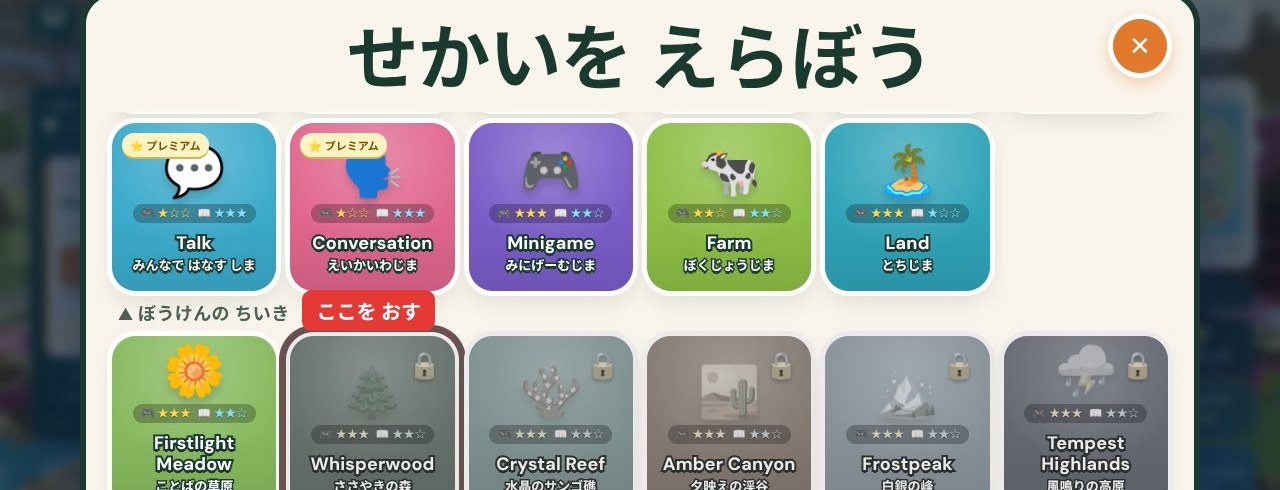 せかいを えらぼう
プレミアム
Talk
みんなで はなす しま
プレミアム
Conversation
えいかいわじま
Minigame
みにげーむじま
Farm
ぼくじょうじま
Land
とちじま
▲ ぼうけんの ちいき
ここを おす
Firstlight
Meadow
ことばの草原
Whisperwood
ささやきの森
Crystal Reef
水晶のサンゴ礁
Amber Canyon
夕映えの渓谷
Frostpeak
白銀の峰
Tempest
Highlands
風鳴りの高原